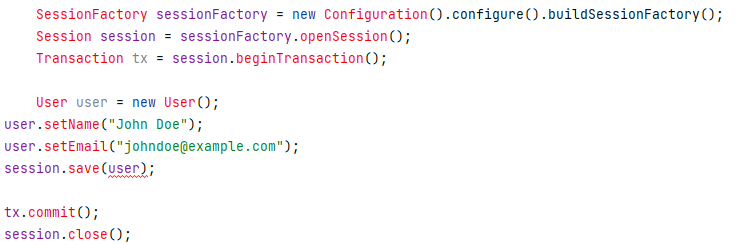 SessionFactory sessionFactory = new Configuration().configure().buildSessionFactory();
Session session = sessionFactory.openSession();
Transaction tx = session.beginTransaction();
User user = new User();
user.setName("John Doe");
user.setEmail("johndoe@example.com");
session.save(user);
tx.commit();
session.close();